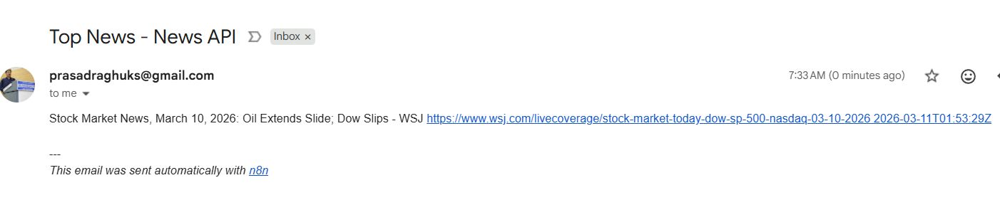 Top News - News API Inbox ×
prasadraghuks@gmail.com 7:33 AM (0 minutes ago)
to me
Stock Market News, March 10, 2026: Oil Extends Slide; Dow Slips - WSJ https://www.wsj.com/livecoverage/stock-market-today-dow-sp-500-nasdaq-03-10-2026 2026-03-11T01:53:29Z
---
This email was sent automatically with n8n